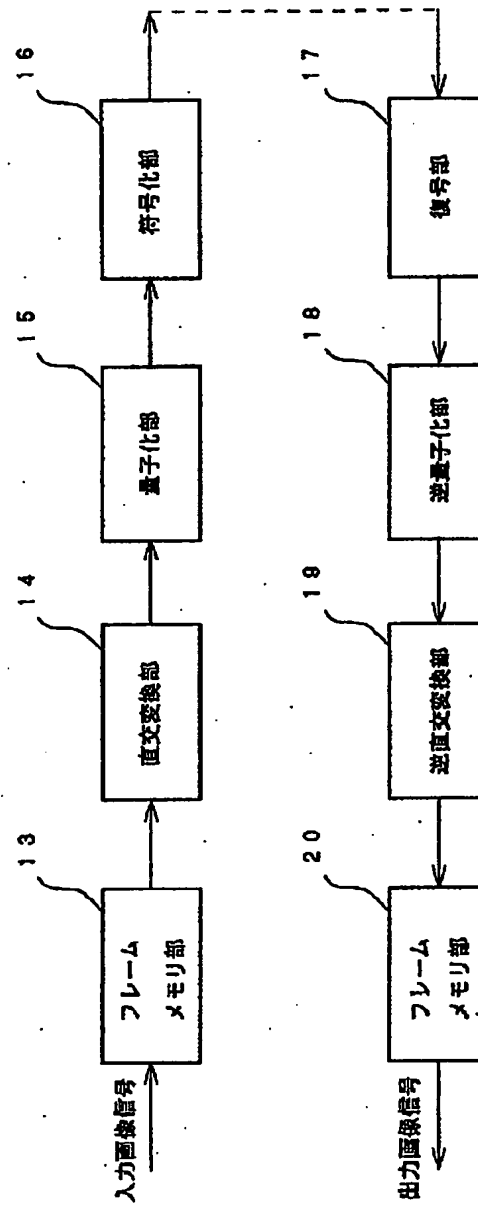 13
14
15
16
入力画像信号
フレーム
メモリ部
直交変換部
量子化部
符号化部
20
19
18
17
出力画像信号
フレーム
メモリ部
逆直交変換部
逆量子化部
復号部